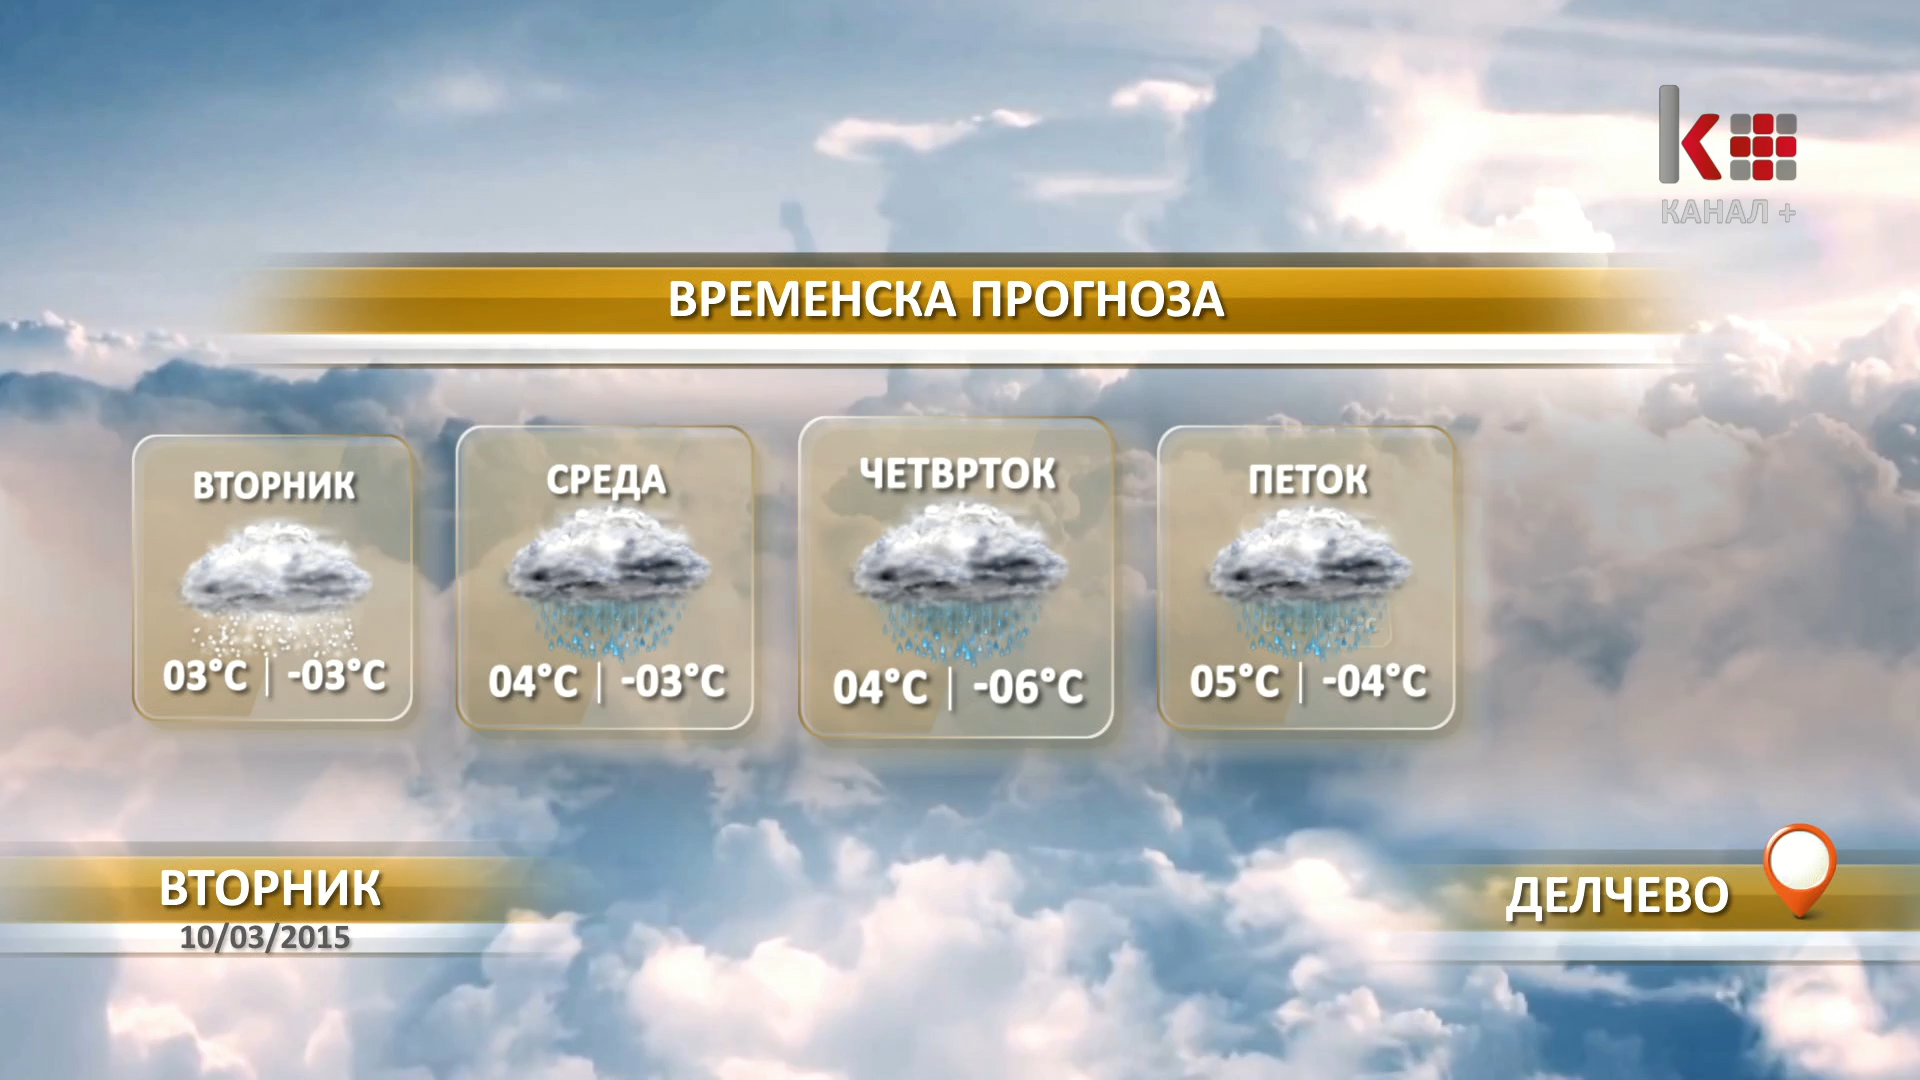 КАНАЛ +
ВРЕМЕНСКА ПРОГНОЗА
ВТОРНИК
03°C | -03°C
СРЕДА
04°C | -03°C
ЧЕТВРТОК
04°C | -06°C
ПЕТОК
05°C | -04°C
ВТОРНИК
10/03/2015
ДЕЛЧЕВО